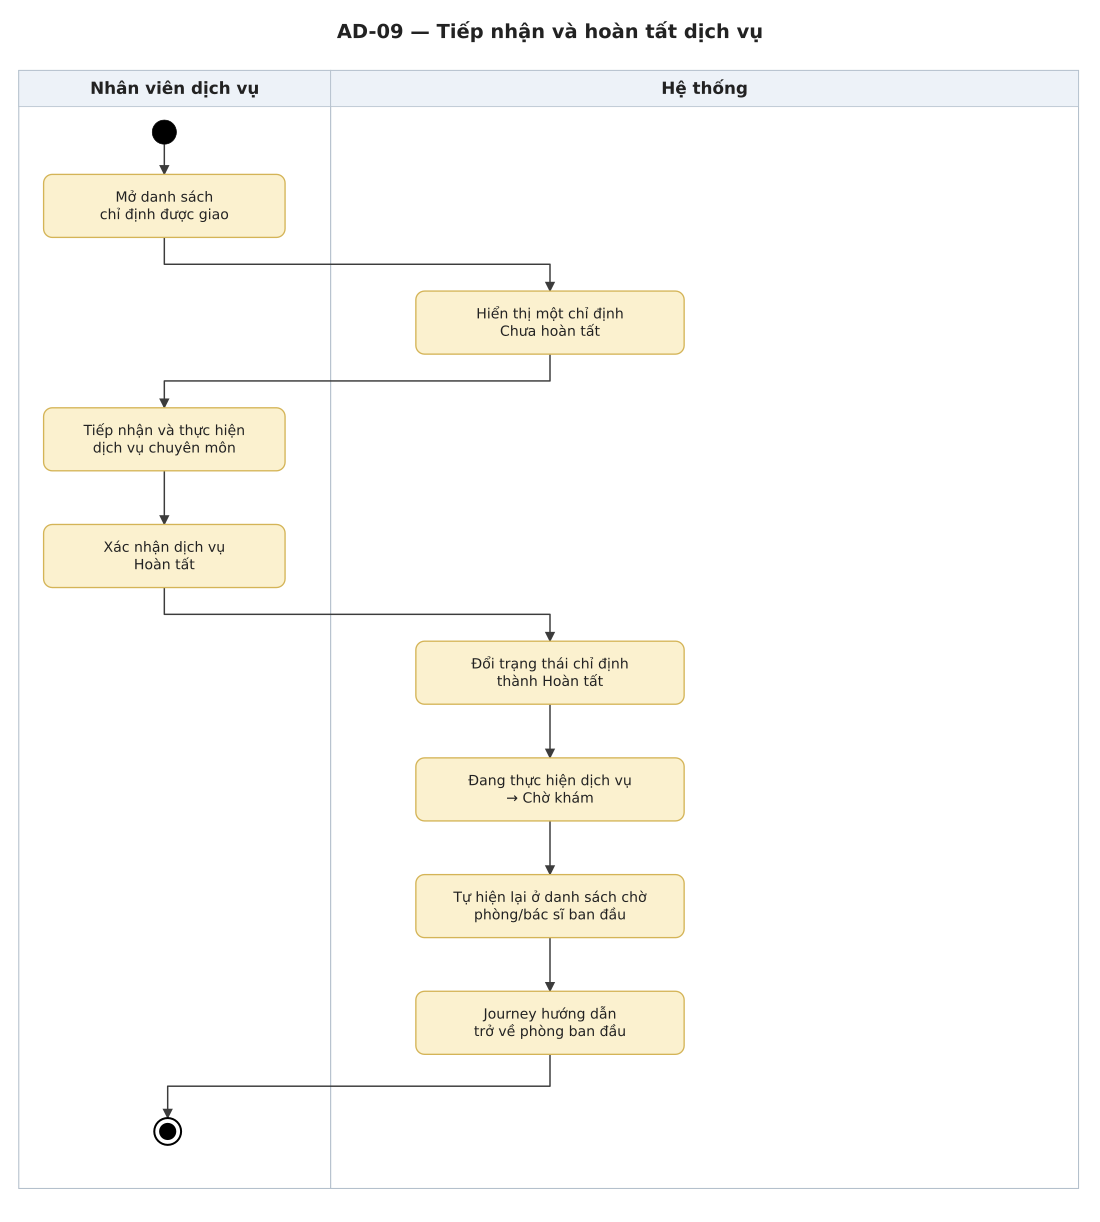 AD-09 — Tiếp nhận và hoàn tất dịch vụ
Nhân viên dịch vụ
Hệ thống
Mở danh sách
chỉ định được giao
Hiển thị một chỉ định
Chưa hoàn tất
Tiếp nhận và thực hiện
dịch vụ chuyên môn
Xác nhận dịch vụ
Hoàn tất
Đổi trạng thái chỉ định
thành Hoàn tất
Đang thực hiện dịch vụ
→ Chờ khám
Tự hiện lại ở danh sách chờ
phòng/bác sĩ ban đầu
Journey hướng dẫn
trở về phòng ban đầu